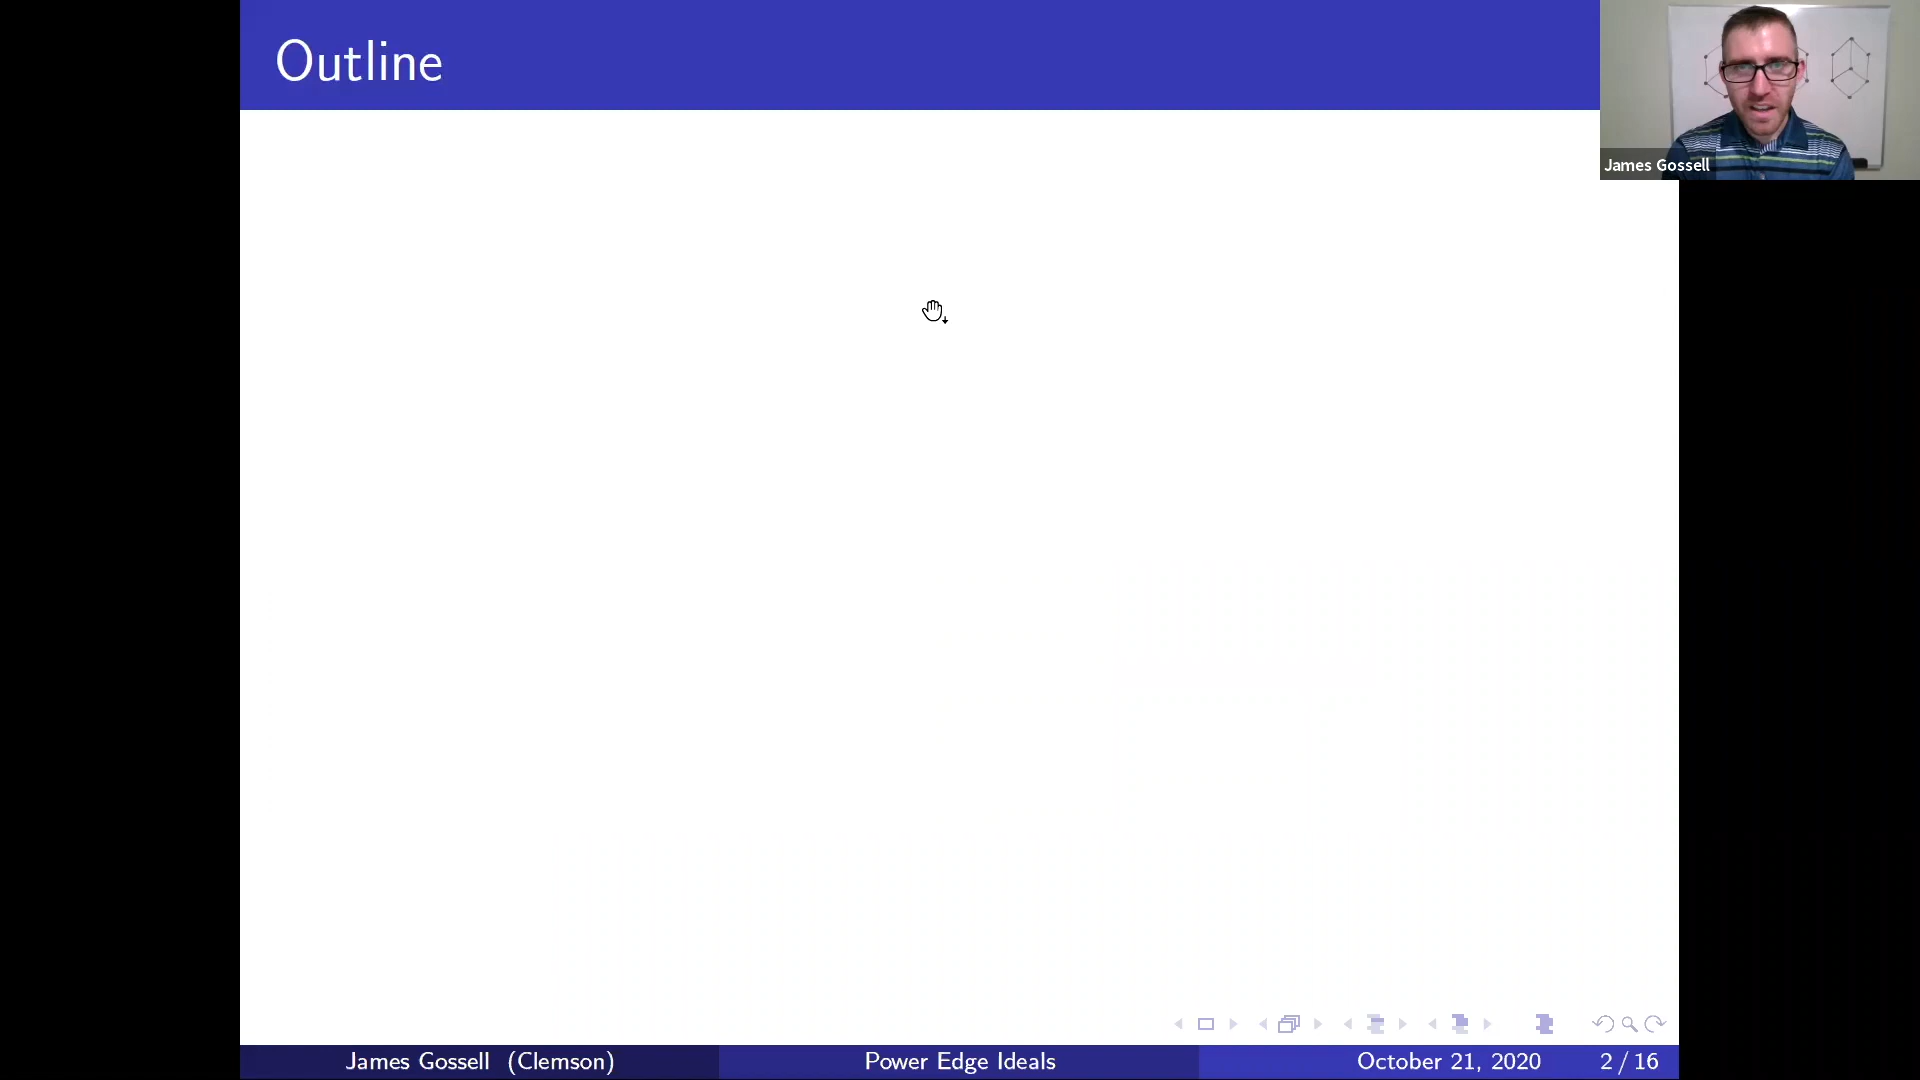 Outline
James Gossell
James Gossell (Clemson)
Power Edge Ideals
October 21, 2020
2 / 16